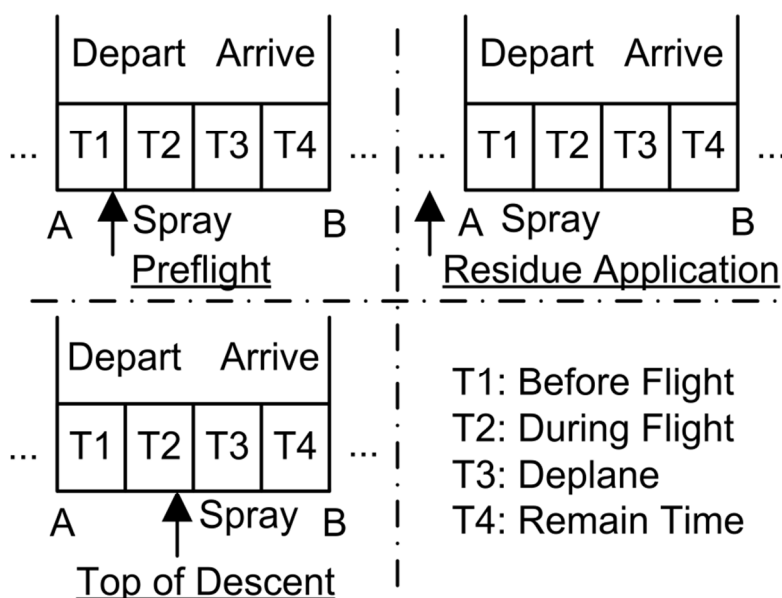 Depart Arrive
... T1 T2 T3 T4 ...
A Spray B
Preflight
Depart Arrive
... T1 T2 T3 T4 ...
A Spray B
Residue Application
Depart Arrive
... T1 T2 T3 T4 ...
A Spray B
Top of Descent
T1: Before Flight
T2: During Flight
T3: Deplane
T4: Remain Time